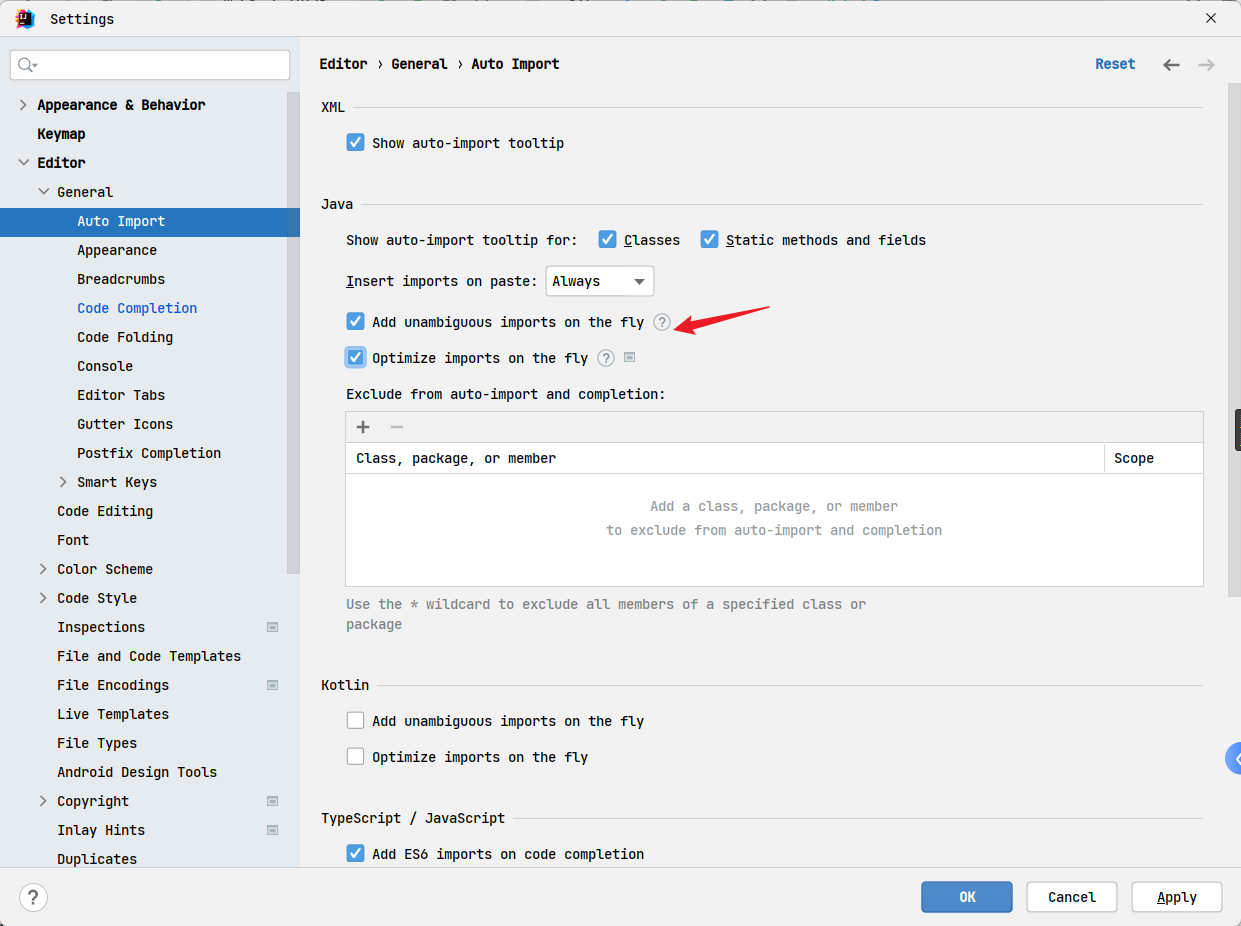 Settings
Editor › General › Auto Import
Reset
Appearance & Behavior
Keymap
Editor
General
Auto Import
Appearance
Breadcrumbs
Code Completion
Code Folding
Console
Editor Tabs
Gutter Icons
Postfix Completion
Smart Keys
Code Editing
Font
Color Scheme
Code Style
Inspections
File and Code Templates
File Encodings
Live Templates
File Types
Android Design Tools
Copyright
Inlay Hints
Duplicates
XML
Show auto-import tooltip
Java
Show auto-import tooltip for: Classes Static methods and fields
Insert imports on paste: Always
Add unambiguous imports on the fly ?
Optimize imports on the fly ?
Exclude from auto-import and completion:
Class, package, or member Scope
Add a class, package, or member
to exclude from auto-import and completion
Use the * wildcard to exclude all members of a specified class or
package
Kotlin
Add unambiguous imports on the fly
Optimize imports on the fly
TypeScript / JavaScript
Add ES6 imports on code completion
? OK Cancel Apply